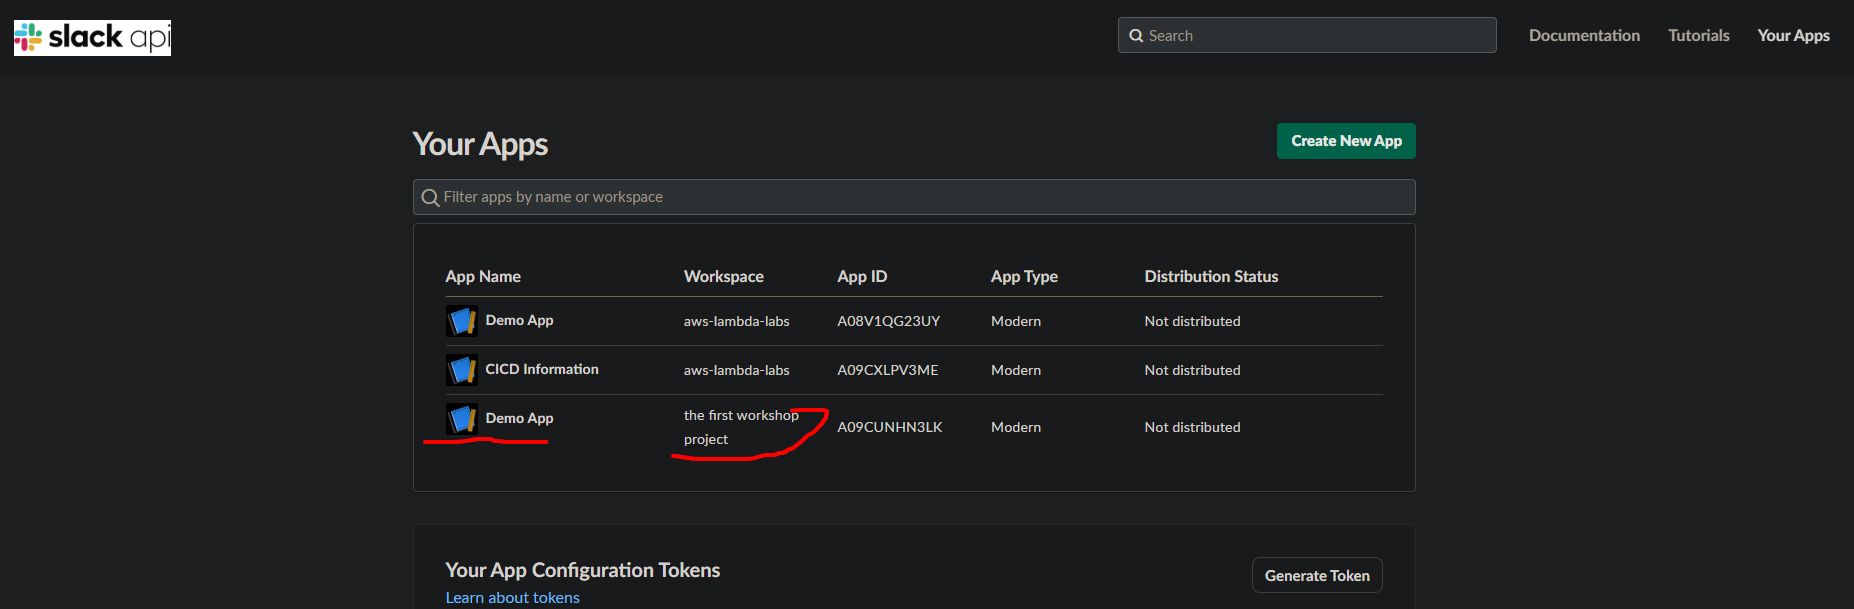 slack api
Search
Documentation
Tutorials
Your Apps
Your Apps
Create New App
Filter apps by name or workspace
App Name Workspace App ID App Type Distribution Status
Demo App aws-lambda-labs A08V1QG23UY Modern Not distributed
CICD Information aws-lambda-labs A09CXLPV3ME Modern Not distributed
Demo App the first workshop project A09CUNHN3LK Modern Not distributed
Your App Configuration Tokens
Generate Token
Learn about tokens